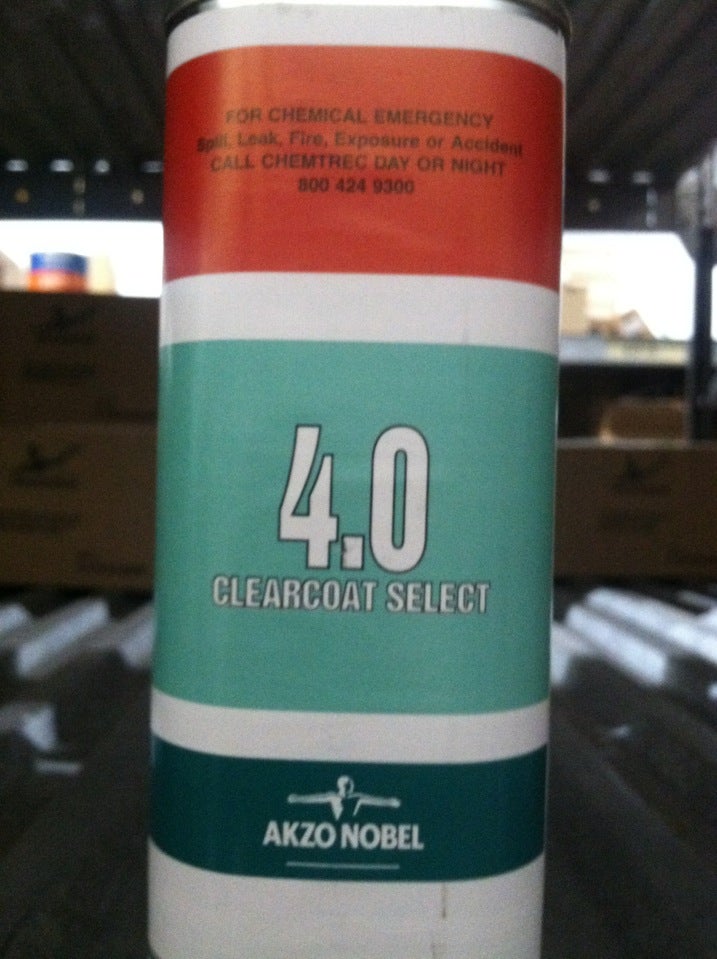 FOR CHEMICAL EMERGENCY
Spill, Leak, Fire, Exposure or Accident
CALL CHEMTREC DAY OR NIGHT
800 424 9300
4.0
CLEARCOAT SELECT
AKZO NOBEL